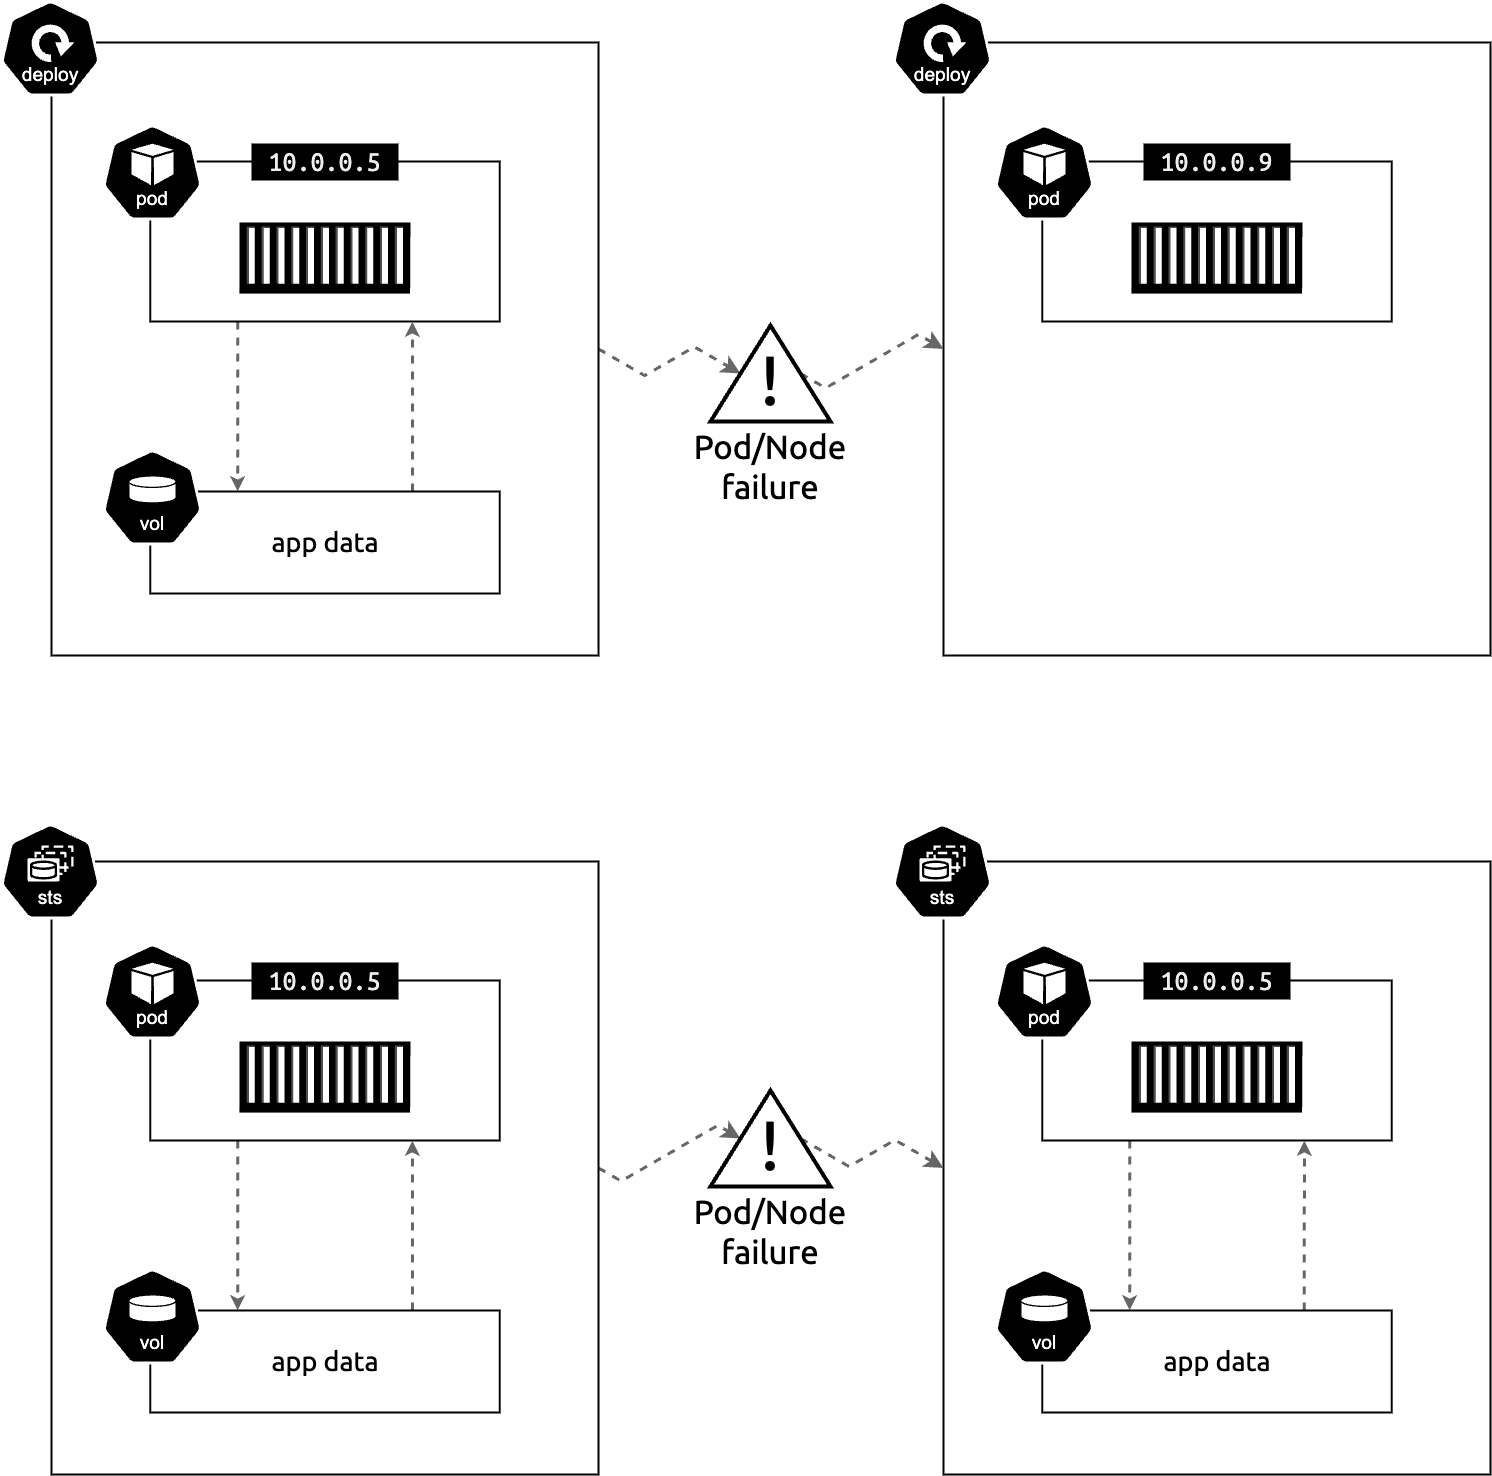 deploy
deploy
pod
10.0.0.5
pod
10.0.0.9
Pod/Node
failure
vol
app data
sts
sts
pod
10.0.0.5
pod
10.0.0.5
Pod/Node
failure
vol
app data
vol
app data